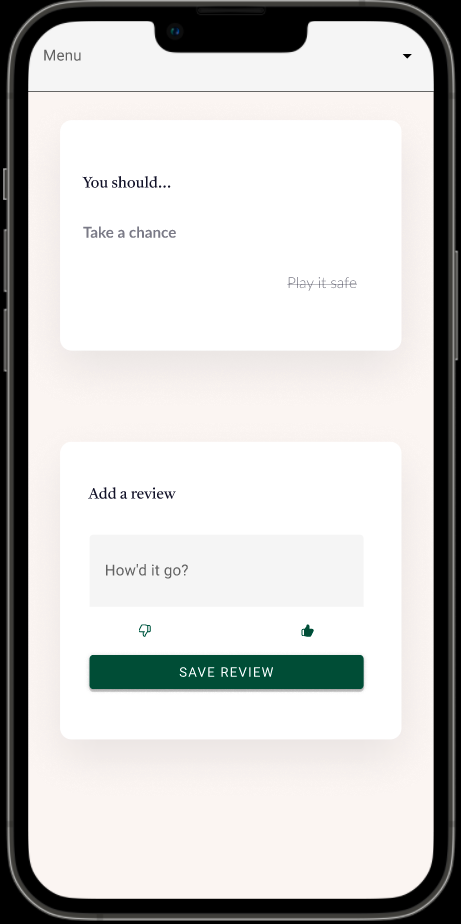 Menu
You should...
Take a chance
Play it safe
Add a review
How'd it go?
SAVE REVIEW